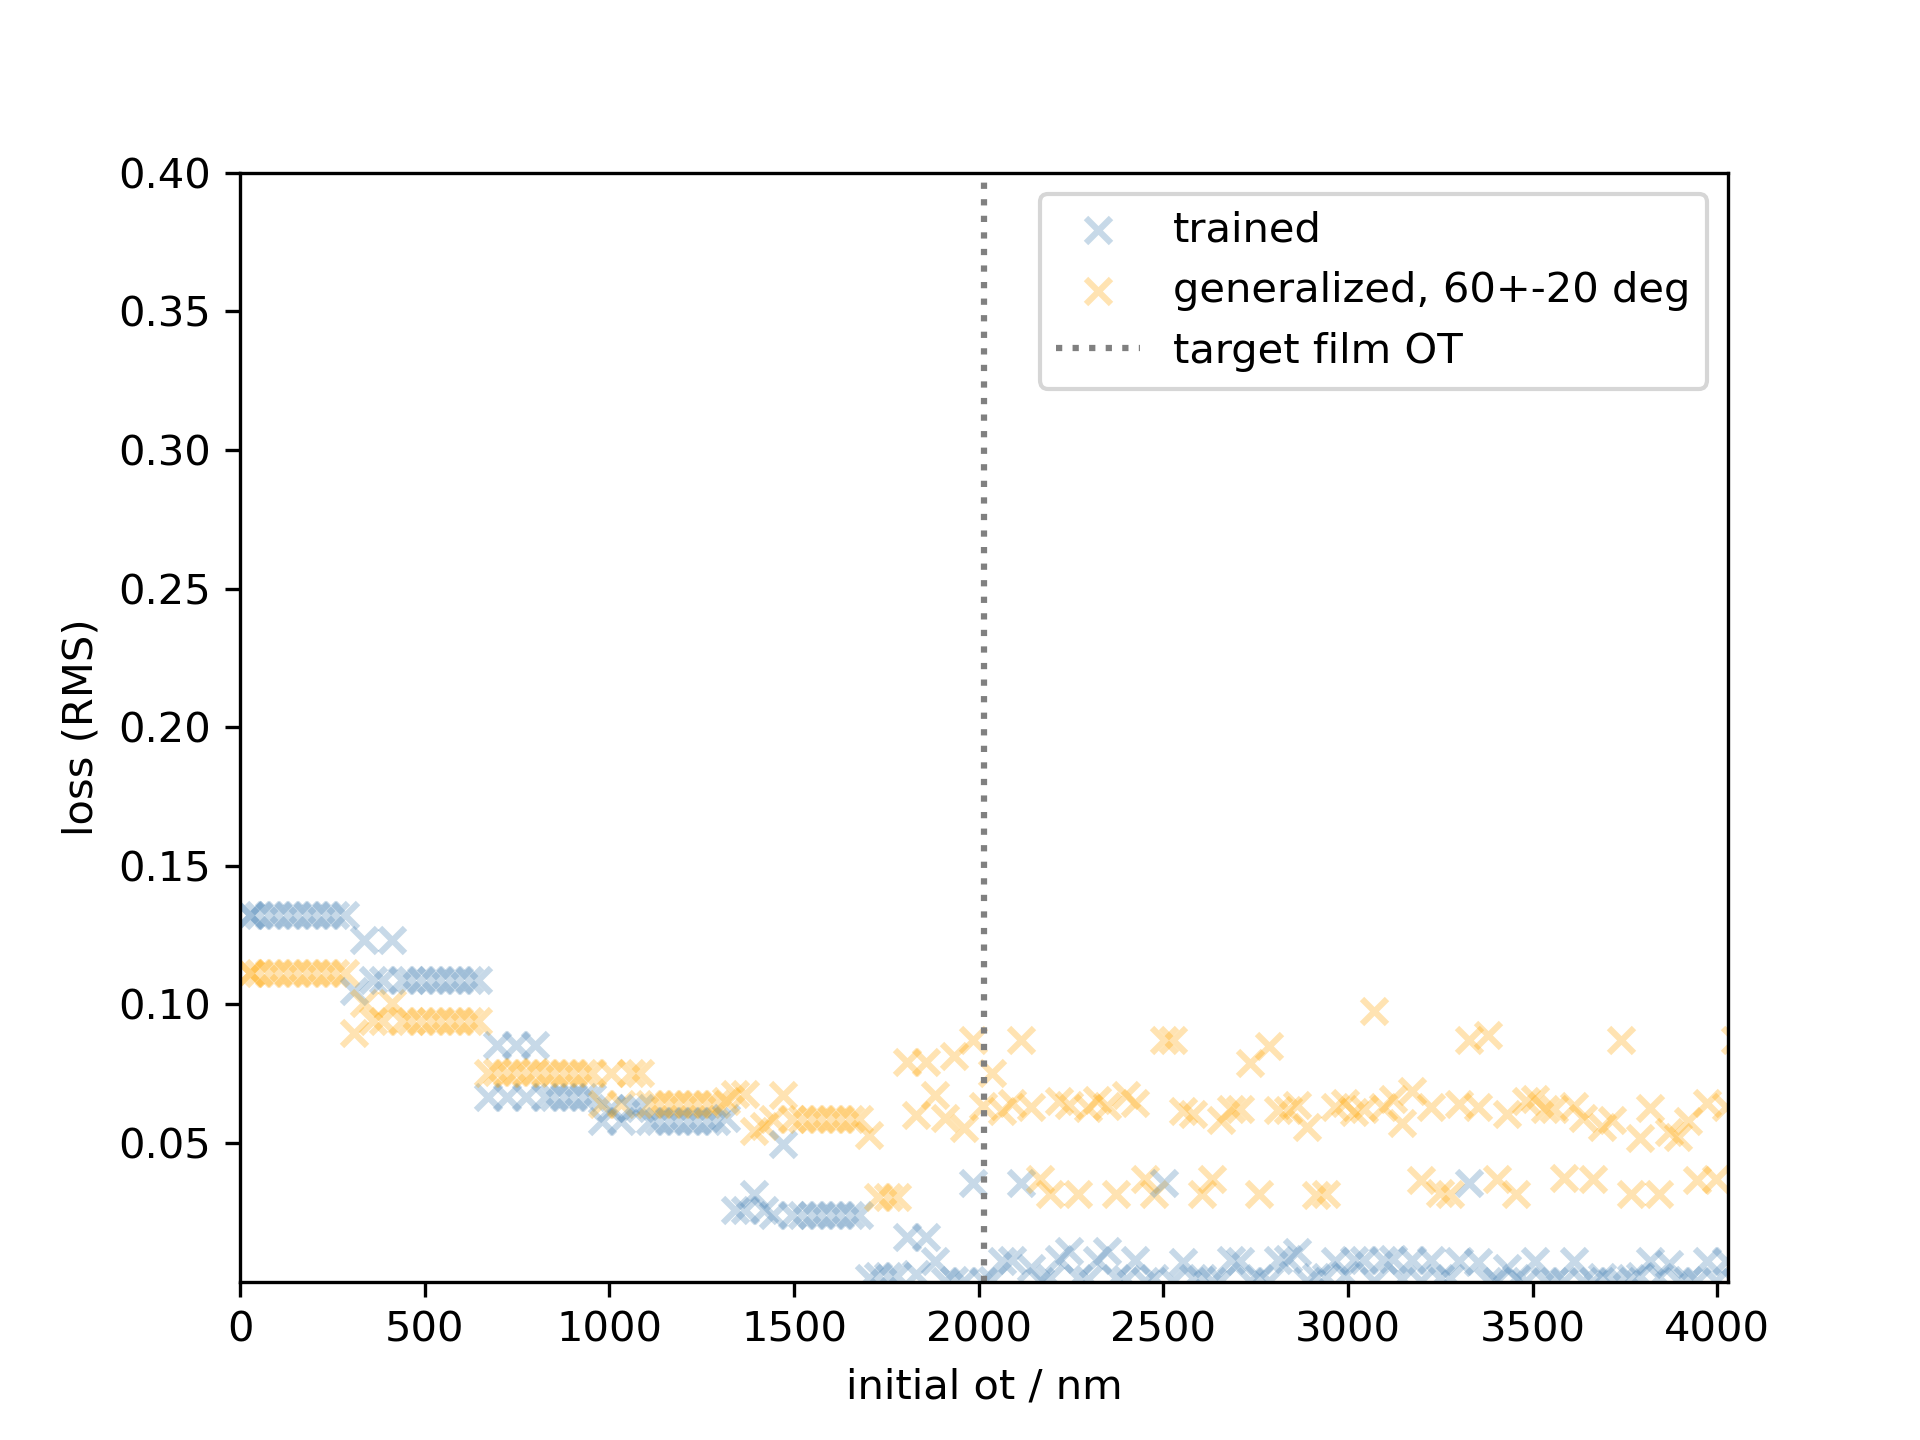 0.40
0.35
0.30
0.25
0.20
0.15
0.10
0.05
loss (RMS)
trained
generalized, 60+-20 deg
target film OT
0 500 1000 1500 2000 2500 3000 3500 4000
initial ot / nm